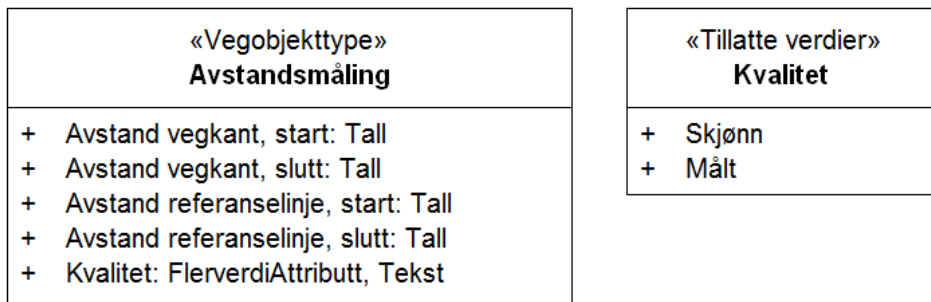 «Vegobjekttype»
Avstandsmåling
+ Avstand vegkant, start: Tall
+ Avstand vegkant, slutt: Tall
+ Avstand referanselinje, start: Tall
+ Avstand referanselinje, slutt: Tall
+ Kvalitet: FlerverdiAttributt, Tekst
«Tillatte verdier»
Kvalitet
+ Skjønn
+ Målt